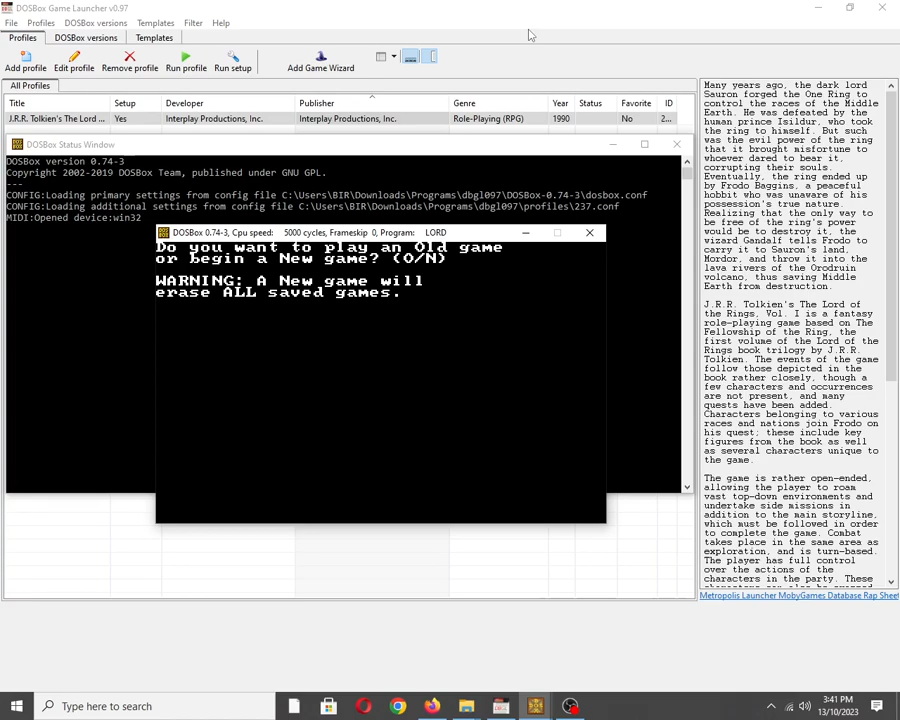 DOSBox Game Launcher v0.97
File Profiles DOSBox versions Templates Filter Help
Profiles DOSBox versions Templates
Add profile Edit profile Remove profile Run profile Run setup Add Game Wizard
All Profiles
Title Setup Developer Publisher Genre Year Status Favorite ID
J.R.R. Tolkien's The Lord ... Yes Interplay Productions, Inc. Interplay Productions, Inc. Role-Playing (RPG) 1990 No 2...
DOSBox Status Window
DOSBox version 0.74-3
Copyright 2002-2019 DOSBox Team, published under GNU GPL.
---
CONFIG:Loading primary settings from config file C:\Users\BIR\Downloads\Programs\dbgl097\DOSBox-0.74-3\dosbox.conf
CONFIG:Loading additional settings from config file C:\Users\BIR\Downloads\Programs\dbgl097\profiles\237.conf
MIDI:Opened device:win32
DOSBox 0.74-3, Cpu speed: 5000 cycles, Frameskip 0, Program: LORD
Do you want to play an Old game
or begin a New game? (O/N)
WARNING: A New game will
erase ALL saved games.
Many years ago, the dark lord
Sauron forged the One Ring to
control the races of the Middle
Earth. He was defeated by the
human prince Isildur, who took
the ring to himself. But such
was the evil power of the ring
that it brought misfortune to
whoever dared to bear it,
corrupting their souls.
Eventually, the ring ended up
by Frodo Baggins, a peaceful
hobbit who was unaware of his
possession's true nature.
Realizing that the only way to
be free of the ring's power
would be to destroy it, the
wizard Gandalf tells Frodo to
carry it to Sauron's land,
Mordor, and throw it into the
lava rivers of the Orodruin
volcano, thus saving Middle
Earth from destruction.
J.R.R. Tolkien's The Lord of
the Rings, Vol. I is a fantasy
role-playing game based on The
Fellowship of the Ring, the
first volume of the Lord of the
Rings book trilogy by J.R.R.
Tolkien. The events of the game
follow those depicted in the
book rather closely, though a
few characters and occurrences
are not present, and many
quests have been added.
Characters belonging to various
races and nations join Frodo on
his quest; these include key
figures from the book as well
as several characters unique to
the game.
The game is rather open-ended,
allowing the player to roam
vast top-down environments and
undertake side missions in
addition to the main storyline,
which must be followed in order
to complete the game. Combat
takes place in the same area as
exploration, and is turn-based.
The player has full control
over the actions of the
characters in the party. These
Metropolis Launcher MobyGames Database Rap Sheet
Type here to search
3:41 PM
13/10/2023